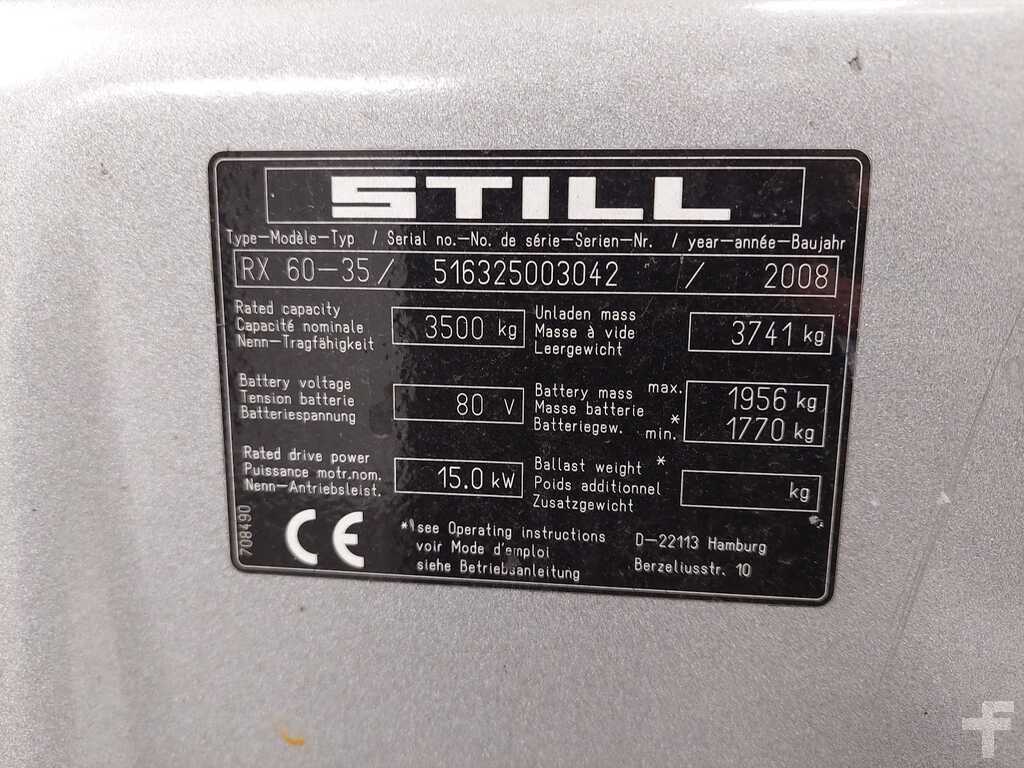 STILL
Type-Modèle-Typ / Serial no.-No. de série-Serien-Nr. / year-année-Baujahr
RX 60-35 / 516325003042 / 2008
Rated capacity
Capacité nominale
Nenn-Tragfähigkeit
3500 kg
Unladen mass
Masse à vide
Leergewicht
3741 kg
Battery voltage
Tension batterie
Batteriespannung
80 V
Battery mass max.
Masse batterie
Batteriegew. min.*
1956 kg
1770 kg
Rated drive power
Puissance motr.nom.
Nenn-Antriebsleist.
15.0 kW
Ballast weight *
Poids additionnel
Zusatzgewicht
kg
708490
CE
*see Operating instructions
voir Mode d'emploi
siehe Betriebsanleitung
D-22113 Hamburg
Berzeliusstr. 10